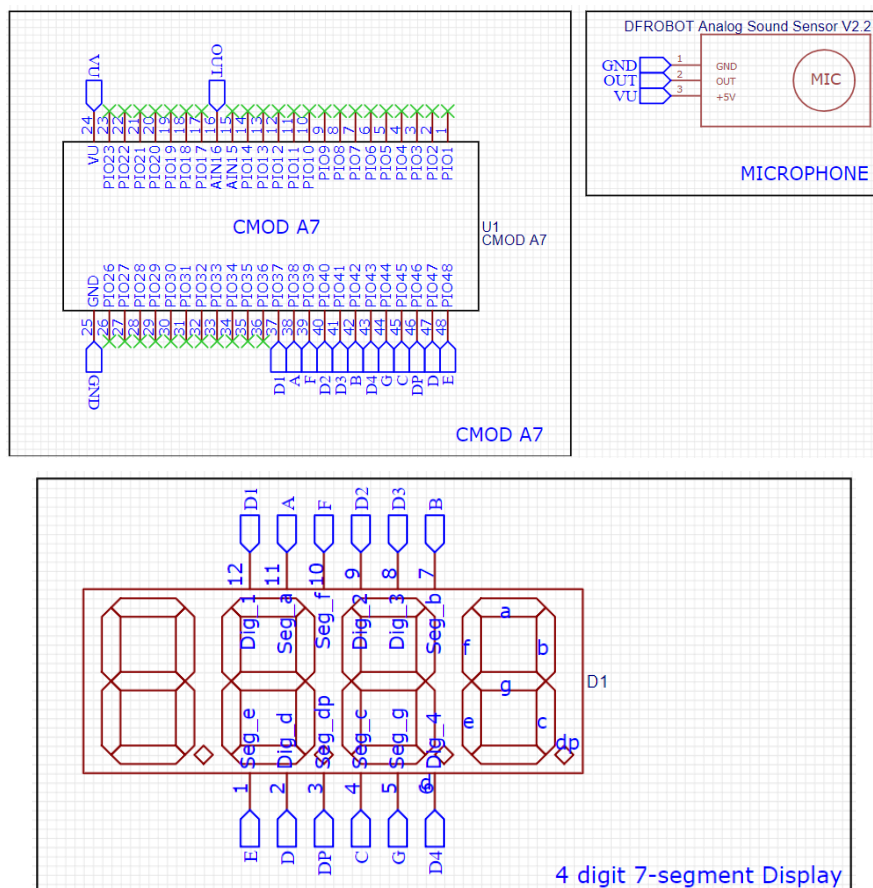 VU
OUT
24
23
22
21
20
19
18
17
16
15
14
13
12
11
10
9
8
7
6
5
4
3
2
1
VU
PIO23
PIO22
PIO21
PIO20
PIO19
PIO18
PIO17
AIN16
AIN15
PIO14
PIO13
PIO12
PIO11
PIO10
PIO9
PIO8
PIO7
PIO6
PIO5
PIO4
PIO3
PIO2
PIO1
CMOD A7
U1
CMOD A7
GND
PIO26
PIO27
PIO28
PIO29
PIO30
PIO31
PIO32
PIO33
PIO34
PIO35
PIO36
PIO37
PIO38
PIO39
PIO40
PIO41
PIO42
PIO43
PIO44
PIO45
PIO46
PIO47
PIO48
25
26
27
28
29
30
31
32
33
34
35
36
37
38
39
40
41
42
43
44
45
46
47
48
GND
D1
A
F
D2
D3
B
D4
G
C
DP
D
E
CMOD A7
DFROBOT Analog Sound Sensor V2.2
GND 1 GND
OUT 2 OUT
VU 3 +5V
MIC
MICROPHONE
D1
A
F
D2
D3
B
12
11
10
9
8
7
Dig_1
Seg_a
Seg_f
Dig_2
Dig_3
Seg_b
a
f
b
g
e
c
dp
d
D1
Seg_e
Dig_d
Seg_dp
Seg_c
Seg_g
Dig_4
1
2
3
4
5
6
E
D
DP
C
G
D4
4 digit 7-segment Display